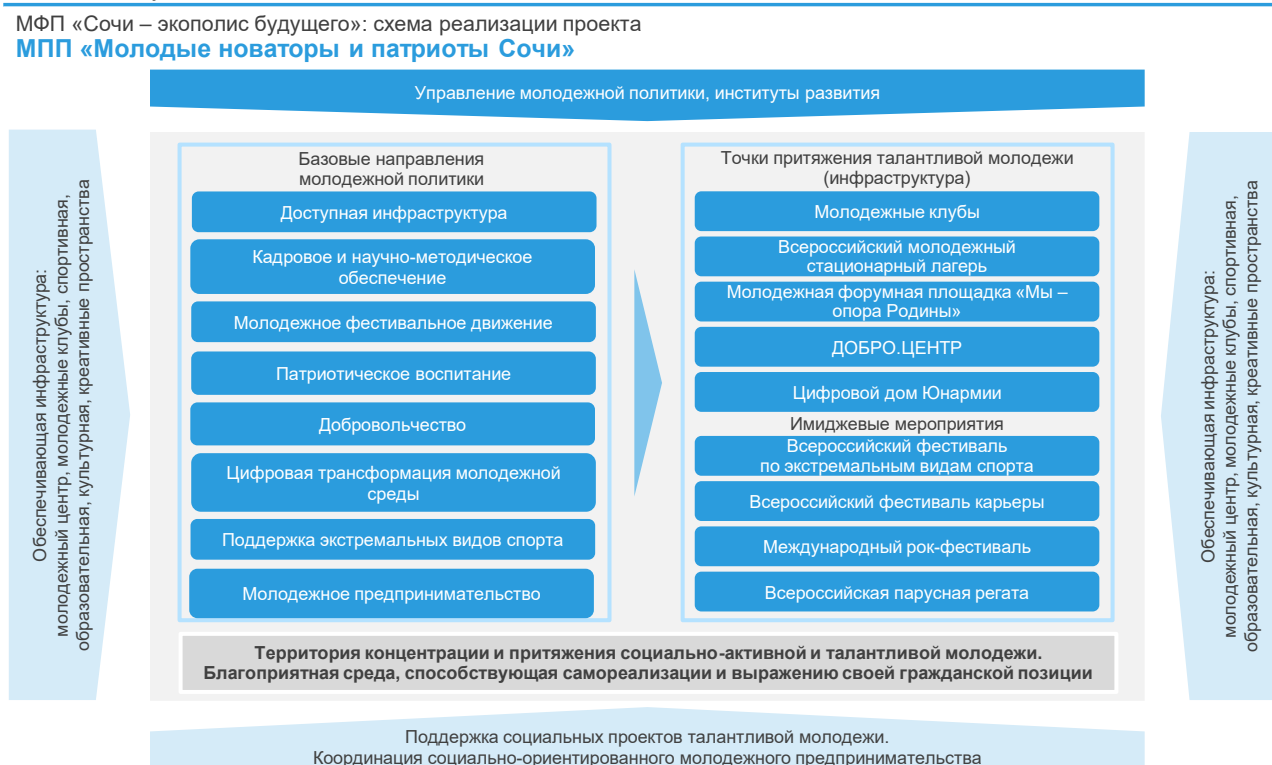 МФП «Сочи – экополис будущего»: схема реализации проекта
МПП «Молодые новаторы и патриоты Сочи»
Управление молодежной политики, институты развития
Обеспечивающая инфраструктура:
молодежный центр, молодежные клубы, спортивная,
образовательная, культурная, креативные пространства
Базовые направления
молодежной политики
Доступная инфраструктура
Кадровое и научно-методическое
обеспечение
Молодежное фестивальное движение
Патриотическое воспитание
Добровольчество
Цифровая трансформация молодежной
среды
Поддержка экстремальных видов спорта
Молодежное предпринимательство
Точки притяжения талантливой молодежи
(инфраструктура)
Молодежные клубы
Всероссийский молодежный
стационарный лагерь
Молодежная форумная площадка «Мы –
опора Родины»
ДОБРО.ЦЕНТР
Цифровой дом Юнармии
Имиджевые мероприятия
Всероссийский фестиваль
по экстремальным видам спорта
Всероссийский фестиваль карьеры
Международный рок-фестиваль
Всероссийская парусная регата
Обеспечивающая инфраструктура:
молодежный центр, молодежные клубы, спортивная,
образовательная, культурная, креативные пространства
Территория концентрации и притяжения социально-активной и талантливой молодежи.
Благоприятная среда, способствующая самореализации и выражению своей гражданской позиции
Поддержка социальных проектов талантливой молодежи.
Координация социально-ориентированного молодежного предпринимательства